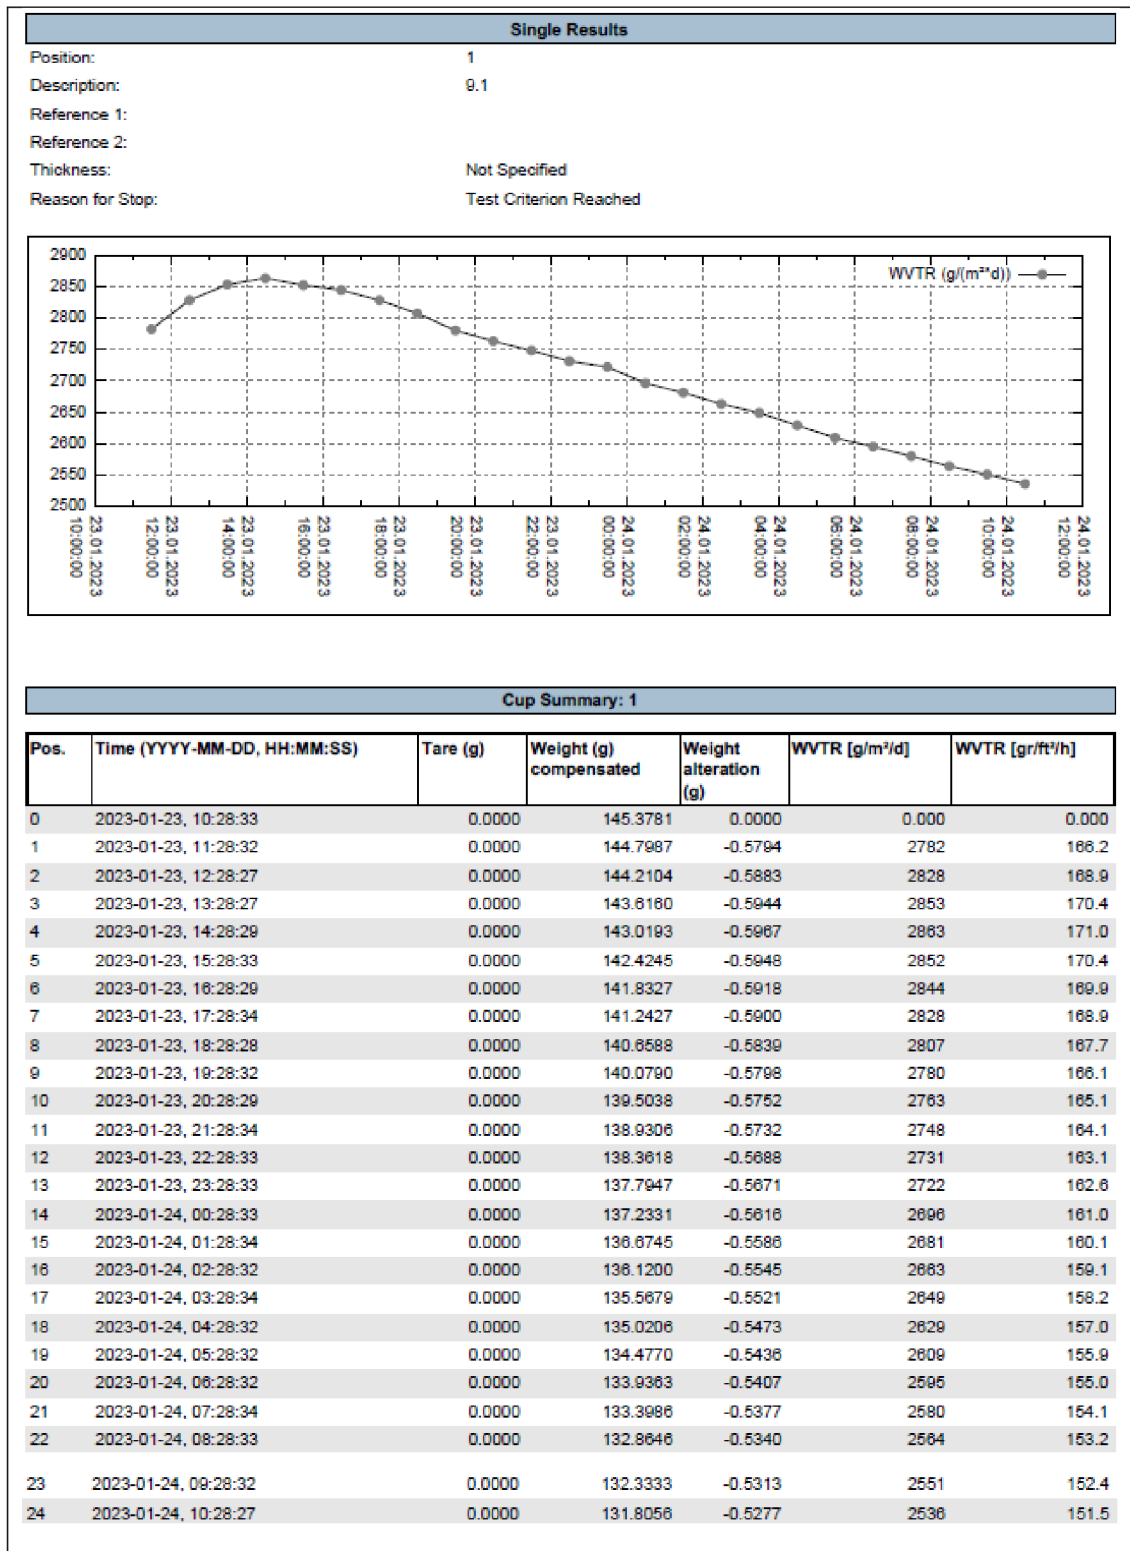 Single Results
Position: 1
Description: 9.1
Reference 1:
Reference 2:
Thickness: Not Specified
Reason for Stop: Test Criterion Reached
WVTR (g/(m²*d))
2900
2850
2800
2750
2700
2650
2600
2550
2500
23.01.2023 10:00:00
23.01.2023 12:00:00
23.01.2023 14:00:00
23.01.2023 16:00:00
23.01.2023 18:00:00
23.01.2023 20:00:00
23.01.2023 22:00:00
24.01.2023 00:00:00
24.01.2023 02:00:00
24.01.2023 04:00:00
24.01.2023 06:00:00
24.01.2023 08:00:00
24.01.2023 10:00:00
24.01.2023 12:00:00
Cup Summary: 1
Pos. Time (YYYY-MM-DD, HH:MM:SS) Tare (g) Weight (g) compensated Weight alteration (g) WVTR [g/m²/d] WVTR [gr/ft²/h]
0 2023-01-23, 10:28:33 0.0000 145.3781 0.0000 0.000 0.000
1 2023-01-23, 11:28:32 0.0000 144.7987 -0.5794 2782 166.2
2 2023-01-23, 12:28:27 0.0000 144.2104 -0.5883 2828 168.9
3 2023-01-23, 13:28:27 0.0000 143.6160 -0.5944 2853 170.4
4 2023-01-23, 14:28:29 0.0000 143.0193 -0.5967 2863 171.0
5 2023-01-23, 15:28:33 0.0000 142.4245 -0.5948 2852 170.4
6 2023-01-23, 16:28:29 0.0000 141.8327 -0.5918 2844 169.9
7 2023-01-23, 17:28:34 0.0000 141.2427 -0.5900 2828 168.9
8 2023-01-23, 18:28:28 0.0000 140.6588 -0.5839 2807 167.7
9 2023-01-23, 19:28:32 0.0000 140.0790 -0.5798 2780 166.1
10 2023-01-23, 20:28:29 0.0000 139.5038 -0.5752 2763 165.1
11 2023-01-23, 21:28:34 0.0000 138.9306 -0.5732 2748 164.1
12 2023-01-23, 22:28:33 0.0000 138.3618 -0.5688 2731 163.1
13 2023-01-23, 23:28:33 0.0000 137.7947 -0.5671 2722 162.6
14 2023-01-24, 00:28:33 0.0000 137.2331 -0.5616 2696 161.0
15 2023-01-24, 01:28:34 0.0000 136.6745 -0.5586 2681 160.1
16 2023-01-24, 02:28:32 0.0000 136.1200 -0.5545 2663 159.1
17 2023-01-24, 03:28:34 0.0000 135.5679 -0.5521 2649 158.2
18 2023-01-24, 04:28:32 0.0000 135.0206 -0.5473 2629 157.0
19 2023-01-24, 05:28:32 0.0000 134.4770 -0.5436 2609 155.9
20 2023-01-24, 06:28:32 0.0000 133.9363 -0.5407 2595 155.0
21 2023-01-24, 07:28:34 0.0000 133.3986 -0.5377 2580 154.1
22 2023-01-24, 08:28:33 0.0000 132.8646 -0.5340 2564 153.2
23 2023-01-24, 09:28:32 0.0000 132.3333 -0.5313 2551 152.4
24 2023-01-24, 10:28:27 0.0000 131.8056 -0.5277 2536 151.5